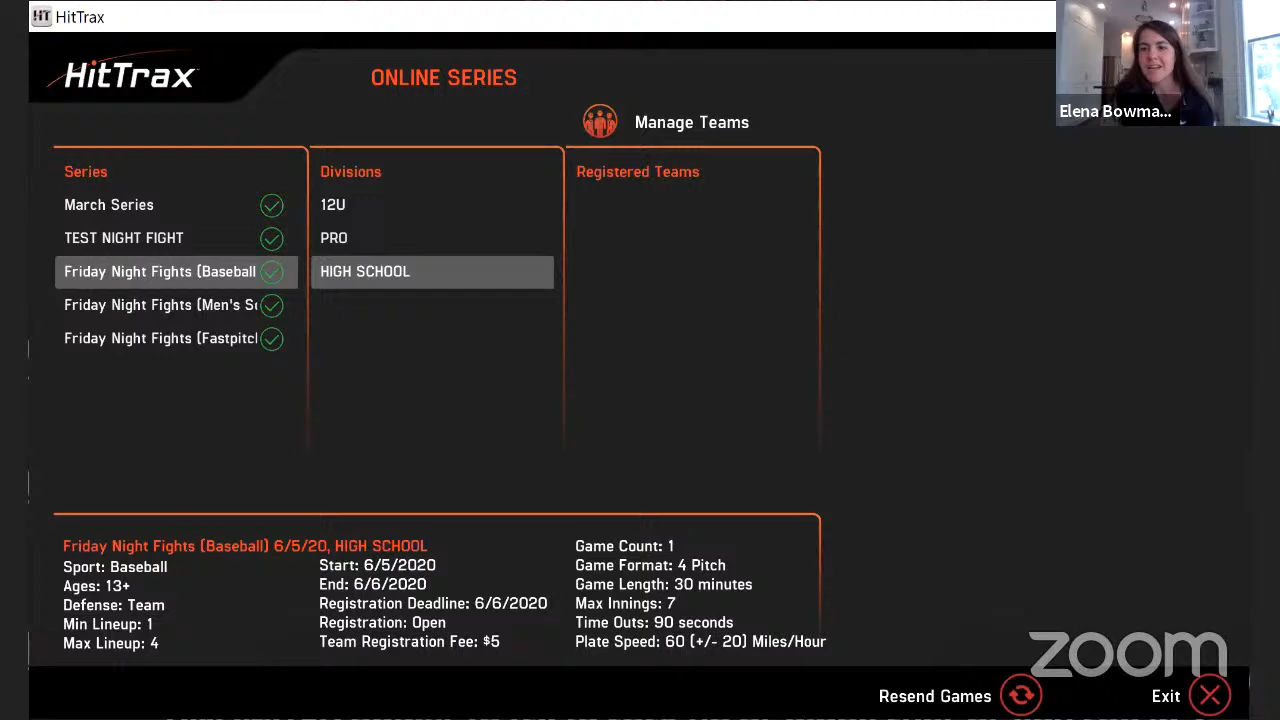 HitTrax
HitTrax
ONLINE SERIES
Elena Bowma...
Manage Teams
Series
March Series
TEST NIGHT FIGHT
Friday Night Fights (Baseball
Friday Night Fights (Men's S
Friday Night Fights (Fastpitc
Divisions
12U
PRO
HIGH SCHOOL
Registered Teams
Friday Night Fights (Baseball) 6/5/20, HIGH SCHOOL
Sport: Baseball
Ages: 13+
Defense: Team
Min Lineup: 1
Max Lineup: 4
Start: 6/5/2020
End: 6/6/2020
Registration Deadline: 6/6/2020
Registration: Open
Team Registration Fee: $5
Game Count: 1
Game Format: 4 Pitch
Game Length: 30 minutes
Max Innings: 7
Time Outs: 90 seconds
Plate Speed: 60 (+/- 20) Miles/Hour
zoom
Resend Games
Exit